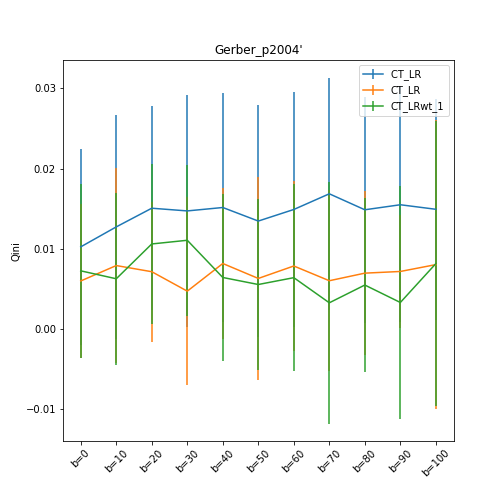 Gerber_p2004'
CT_LR
CT_LR
CT_LRwt_1
Qini
0.03
0.02
0.01
0.00
−0.01
b=0
b=10
b=20
b=30
b=40
b=50
b=60
b=70
b=80
b=90
b=100